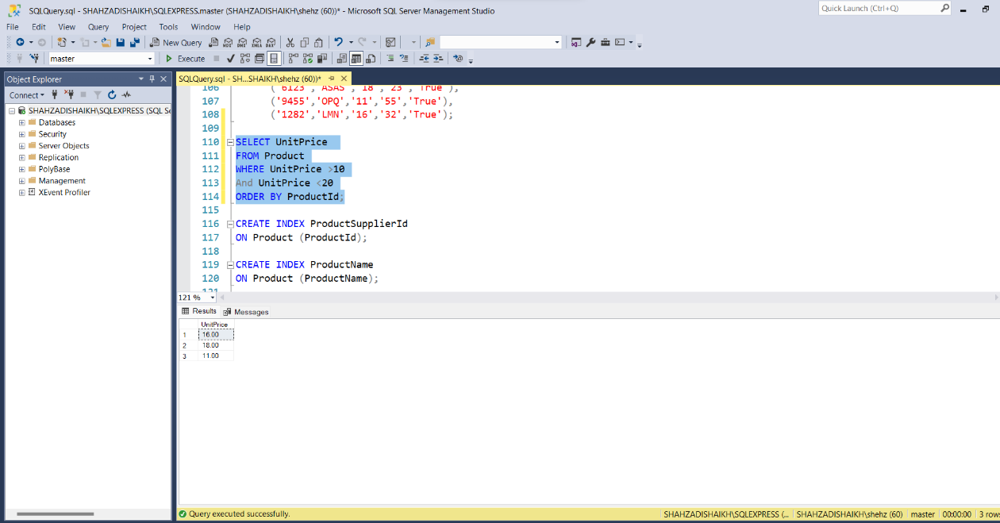 SQLQuery.sql - SHAHZADISHAIKH\SQLEXPRESS.master (SHAHZADISHAIKH\shehz (60))* - Microsoft SQL Server Management Studio
Quick Launch (Ctrl+Q)
File Edit View Query Project Tools Window Help
New Query
master Execute
Object Explorer
Connect
SHAHZADISHAIKH\SQLEXPRESS (SQL Se
Databases
Security
Server Objects
Replication
PolyBase
Management
XEvent Profiler
SQLQuery.sql - SH...SHAIKH\shehz (60))*
106 ('6123','ASAS','18','23','True'),
107 ('9455','OPQ','11','55','True'),
108 ('1282','LMN','16','32','True');
109
110 SELECT UnitPrice
111 FROM Product
112 WHERE UnitPrice >10
113 And UnitPrice <20
114 ORDER BY ProductId;
115
116 CREATE INDEX ProductSupplierId
117 ON Product (ProductId);
118
119 CREATE INDEX ProductName
120 ON Product (ProductName);
121
121 %
Results Messages
UnitPrice
1 16.00
2 18.00
3 11.00
Query executed successfully. SHAHZADISHAIKH\SQLEXPRESS (... SHAHZADISHAIKH\shehz (60) master 00:00:00 3 row